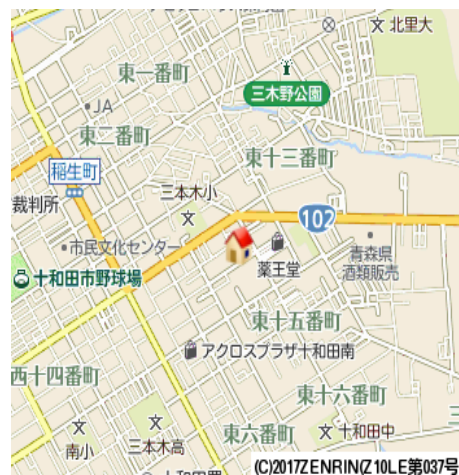 北里大
東一番町
三木野公園
JA
東二番町
東十三番町
稲生町
三本木小
裁判所
102
市民文化センター
青森県
酒類販売
薬王堂
十和田市野球場
東十五番町
アクロスプラザ十和田南
西十四番町
東十六番町
東六番町
十和田中
南小
三本木高
(C)2017ZENRIN(Z10LE第037号